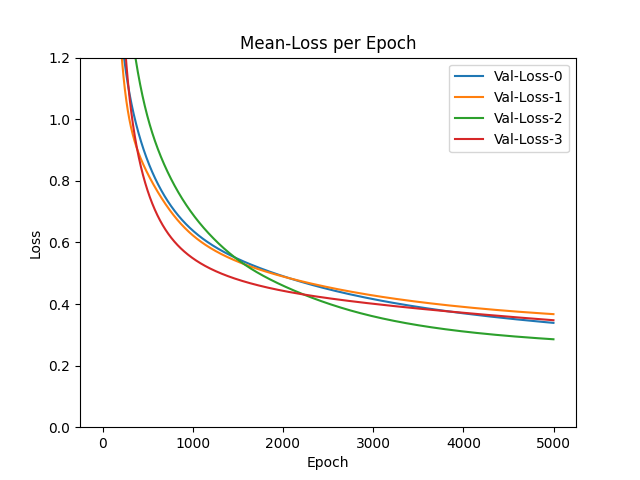 Mean-Loss per Epoch
Val-Loss-0
Val-Loss-1
Val-Loss-2
Val-Loss-3
Loss
1.2
1.0
0.8
0.6
0.4
0.2
0.0
0 1000 2000 3000 4000 5000
Epoch